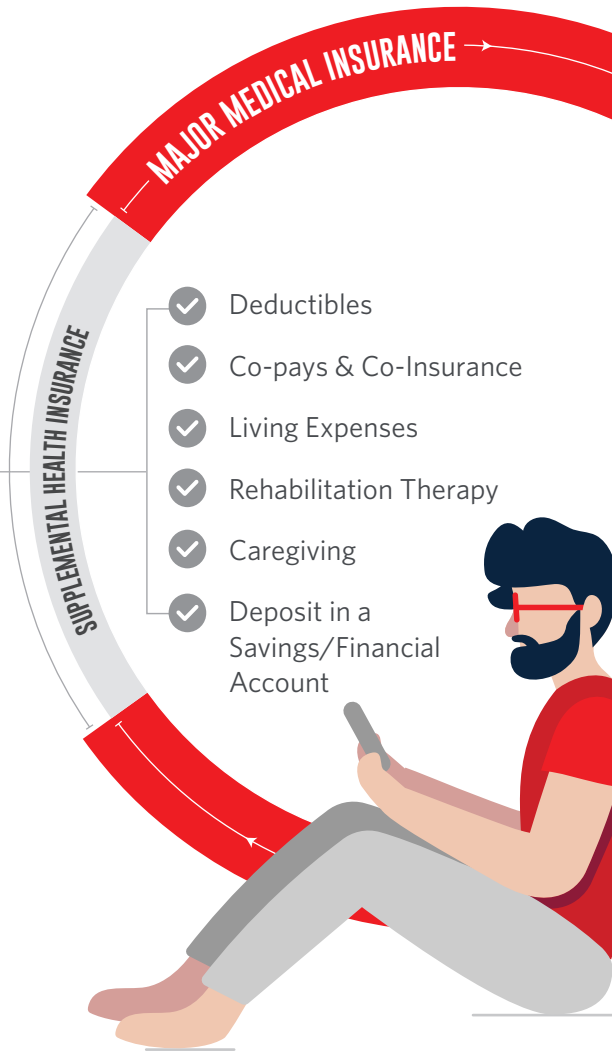 MAJOR MEDICAL INSURANCE
SUPPLEMENTAL HEALTH INSURANCE
Deductibles
Co-pays & Co-Insurance
Living Expenses
Rehabilitation Therapy
Caregiving
Deposit in a
Savings/Financial
Account